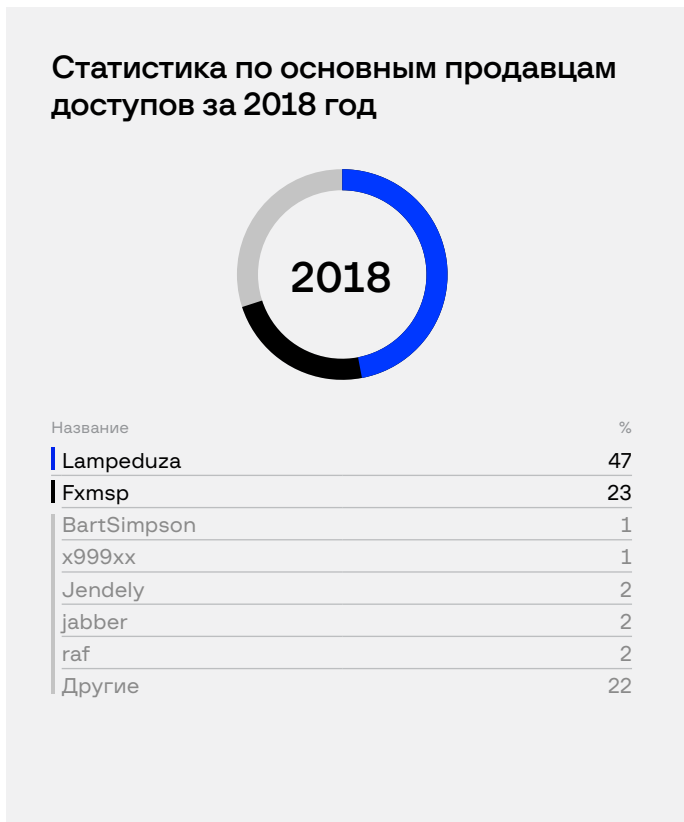 Статистика по основным продавцам
доступов за 2018 год
2018
Название %
Lampeduza 47
Fxmsp 23
BartSimpson 1
x999xx 1
Jendely 2
jabber 2
raf 2
Другие 22